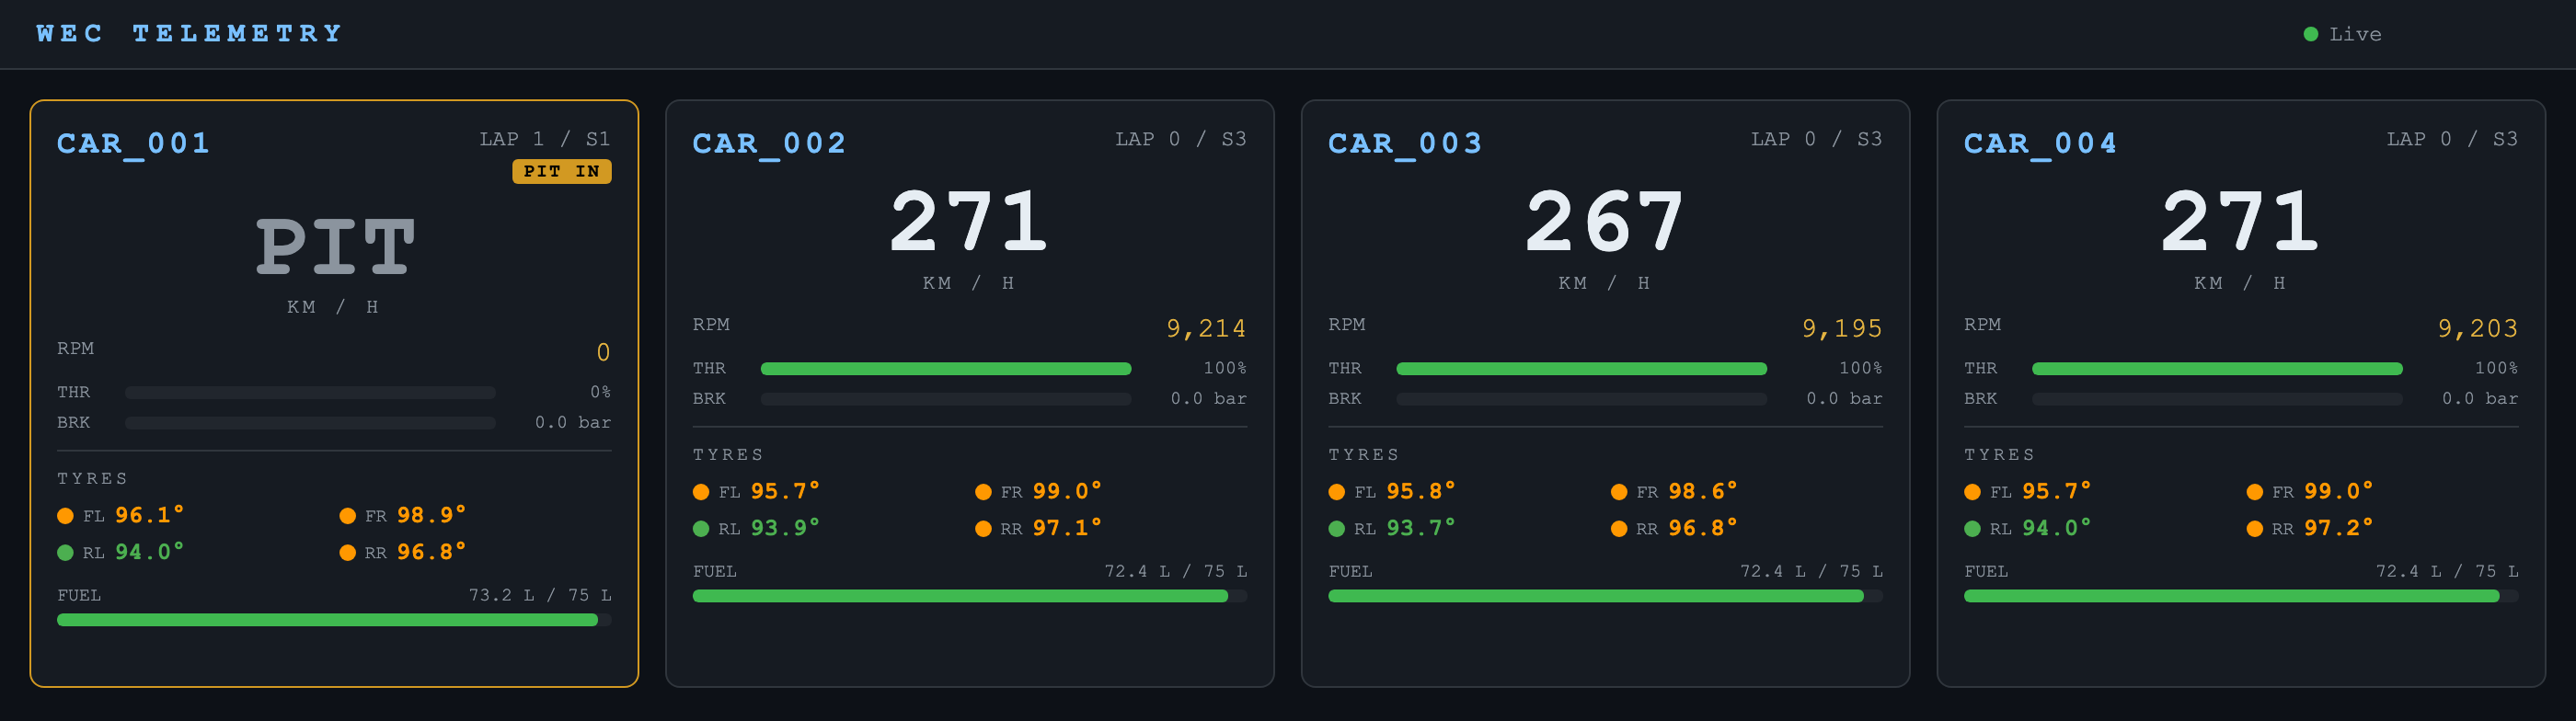 WEC TELEMETRY
Live
CAR_001
LAP 1 / S1
PIT IN
PIT
KM / H
RPM
0
THR
0%
BRK
0.0 bar
TYRES
FL 96.1°
FR 98.9°
RL 94.0°
RR 96.8°
FUEL
73.2 L / 75 L
CAR_002
LAP 0 / S3
271
KM / H
RPM
9,214
THR
100%
BRK
0.0 bar
TYRES
FL 95.7°
FR 99.0°
RL 93.9°
RR 97.1°
FUEL
72.4 L / 75 L
CAR_003
LAP 0 / S3
267
KM / H
RPM
9,195
THR
100%
BRK
0.0 bar
TYRES
FL 95.8°
FR 98.6°
RL 93.7°
RR 96.8°
FUEL
72.4 L / 75 L
CAR_004
LAP 0 / S3
271
KM / H
RPM
9,203
THR
100%
BRK
0.0 bar
TYRES
FL 95.7°
FR 99.0°
RL 94.0°
RR 97.2°
FUEL
72.4 L / 75 L